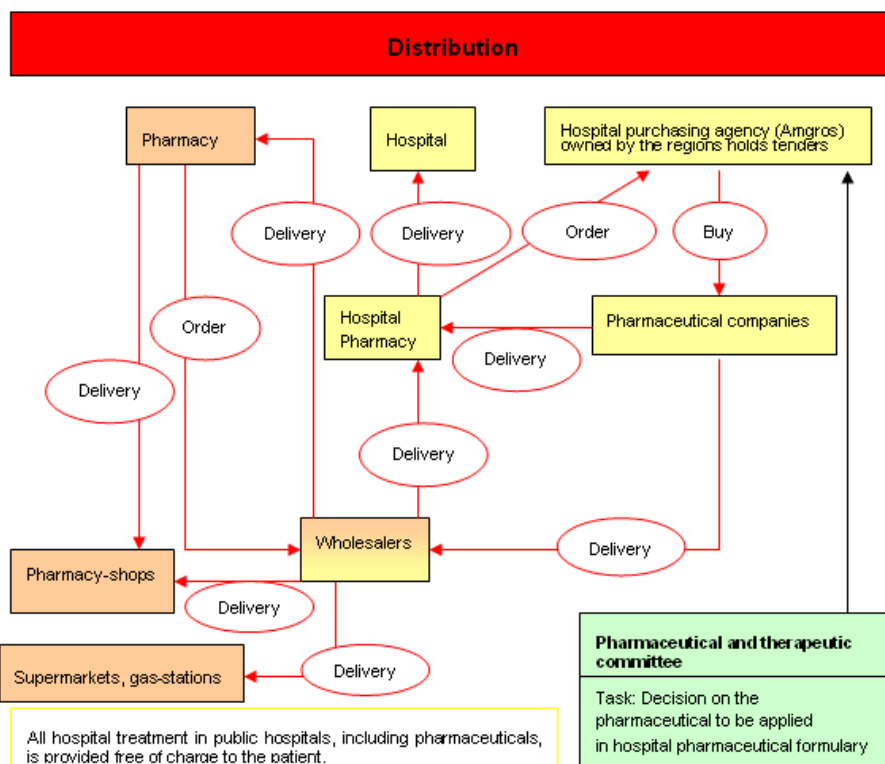 Distribution
Pharmacy
Hospital
Hospital purchasing agency (Amgros)
owned by the regions holds tenders
Delivery
Delivery
Order
Buy
Order
Hospital
Pharmacy
Pharmaceutical companies
Delivery
Delivery
Delivery
Wholesalers
Delivery
Pharmacy-shops
Delivery
Supermarkets, gas-stations
Delivery
Pharmaceutical and therapeutic
committee
Task: Decision on the
pharmaceutical to be applied
in hospital pharmaceutical formulary
All hospital treatment in public hospitals, including pharmaceuticals,
is provided free of charge to the patient.